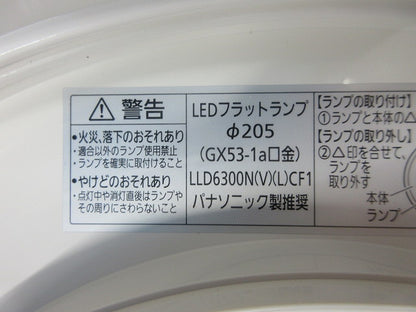 ⚠警告
●火災、落下のおそれあり
・適合以外のランプ使用禁止
・ランプを確実に取付けること
●やけどのおそれあり
・点灯中や消灯直後はランプや
その周りにさわらないこと
LEDフラットランプ
φ205
(GX53-1a口金)
LLD6300N(V)(L)CF1
パナソニック製推奨
【ランプの取り付け】
①ランプと本体の△
【ランプの取り外し】
②△印を合せて、
ランプを
取り外す
本体
ランプ